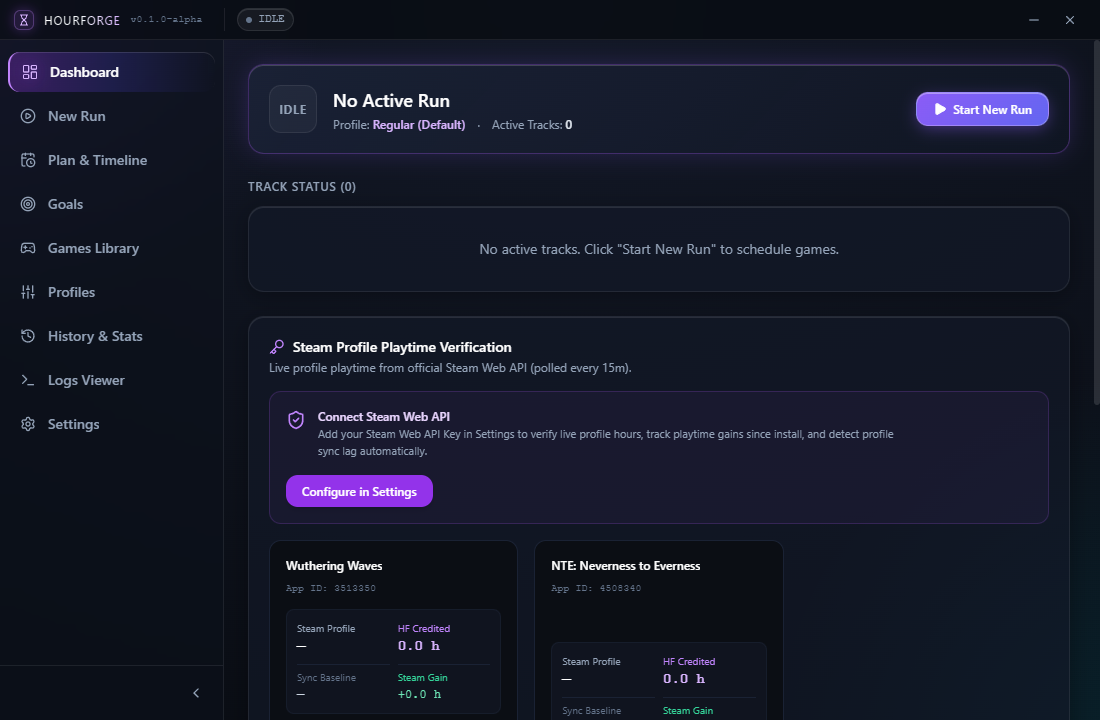 HOURFORGE v0.1.0-alpha
IDLE
Dashboard
New Run
Plan & Timeline
Goals
Games Library
Profiles
History & Stats
Logs Viewer
Settings
IDLE
No Active Run
Profile: Regular (Default) · Active Tracks: 0
Start New Run
TRACK STATUS (0)
No active tracks. Click "Start New Run" to schedule games.
Steam Profile Playtime Verification
Live profile playtime from official Steam Web API (polled every 15m).
Connect Steam Web API
Add your Steam Web API Key in Settings to verify live profile hours, track playtime gains since install, and detect profile
sync lag automatically.
Configure in Settings
Wuthering Waves
App ID: 3513350
Steam Profile HF Credited
— 0.0 h
Sync Baseline Steam Gain
— +0.0 h
NTE: Neverness to Everness
App ID: 4508340
Steam Profile HF Credited
— 0.0 h
Sync Baseline Steam Gain